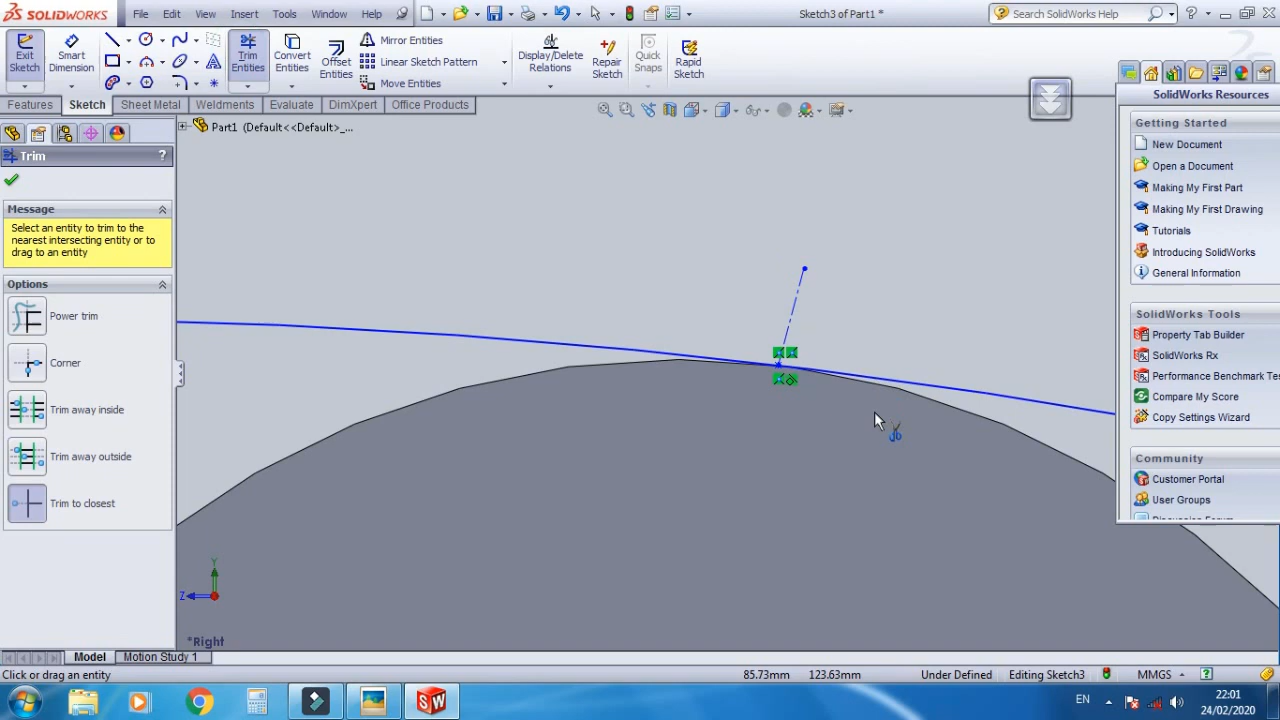 SOLIDWORKS
File
Edit
View
Insert
Tools
Window
Help
Sketch3 of Part1 *
Search SolidWorks Help
Exit Sketch
Smart Dimension
Trim Entities
Convert Entities
Offset Entities
Mirror Entities
Linear Sketch Pattern
Move Entities
Display/Delete Relations
Repair Sketch
Quick Snaps
Rapid Sketch
Features
Sketch
Sheet Metal
Weldments
Evaluate
DimXpert
Office Products
Part1 (Default<<Default>_...
Trim
?
Message
Select an entity to trim to the
nearest intersecting entity or to
drag to an entity
Options
Power trim
Corner
Trim away inside
Trim away outside
Trim to closest
SolidWorks Resources
Getting Started
New Document
Open a Document
Making My First Part
Making My First Drawing
Tutorials
Introducing SolidWorks
General Information
SolidWorks Tools
Property Tab Builder
SolidWorks Rx
Performance Benchmark Tes
Compare My Score
Copy Settings Wizard
Community
Customer Portal
User Groups
Discussion Forum
Y
Z
*Right
Model
Motion Study 1
Click or drag an entity
85.73mm
123.63mm
Under Defined
Editing Sketch3
MMGS
EN
22:01
24/02/2020